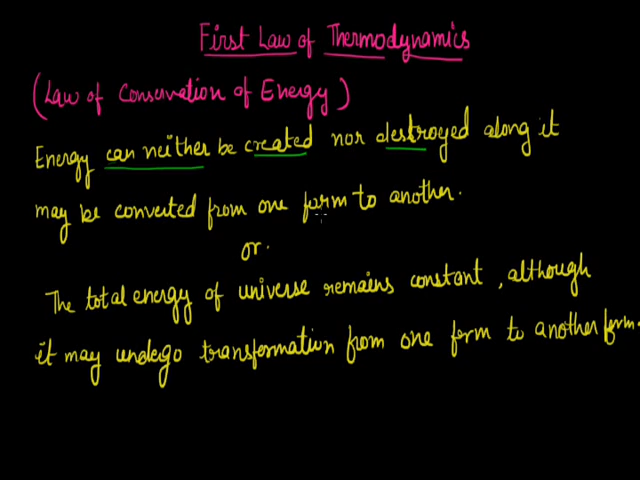 First Law of Thermodynamics
(Law of Conservation of Energy)
Energy can neither be created nor destroyed along it
may be converted from one form to another.
or.
The total energy of universe remains constant, although
it may undego transformation from one form to another form.